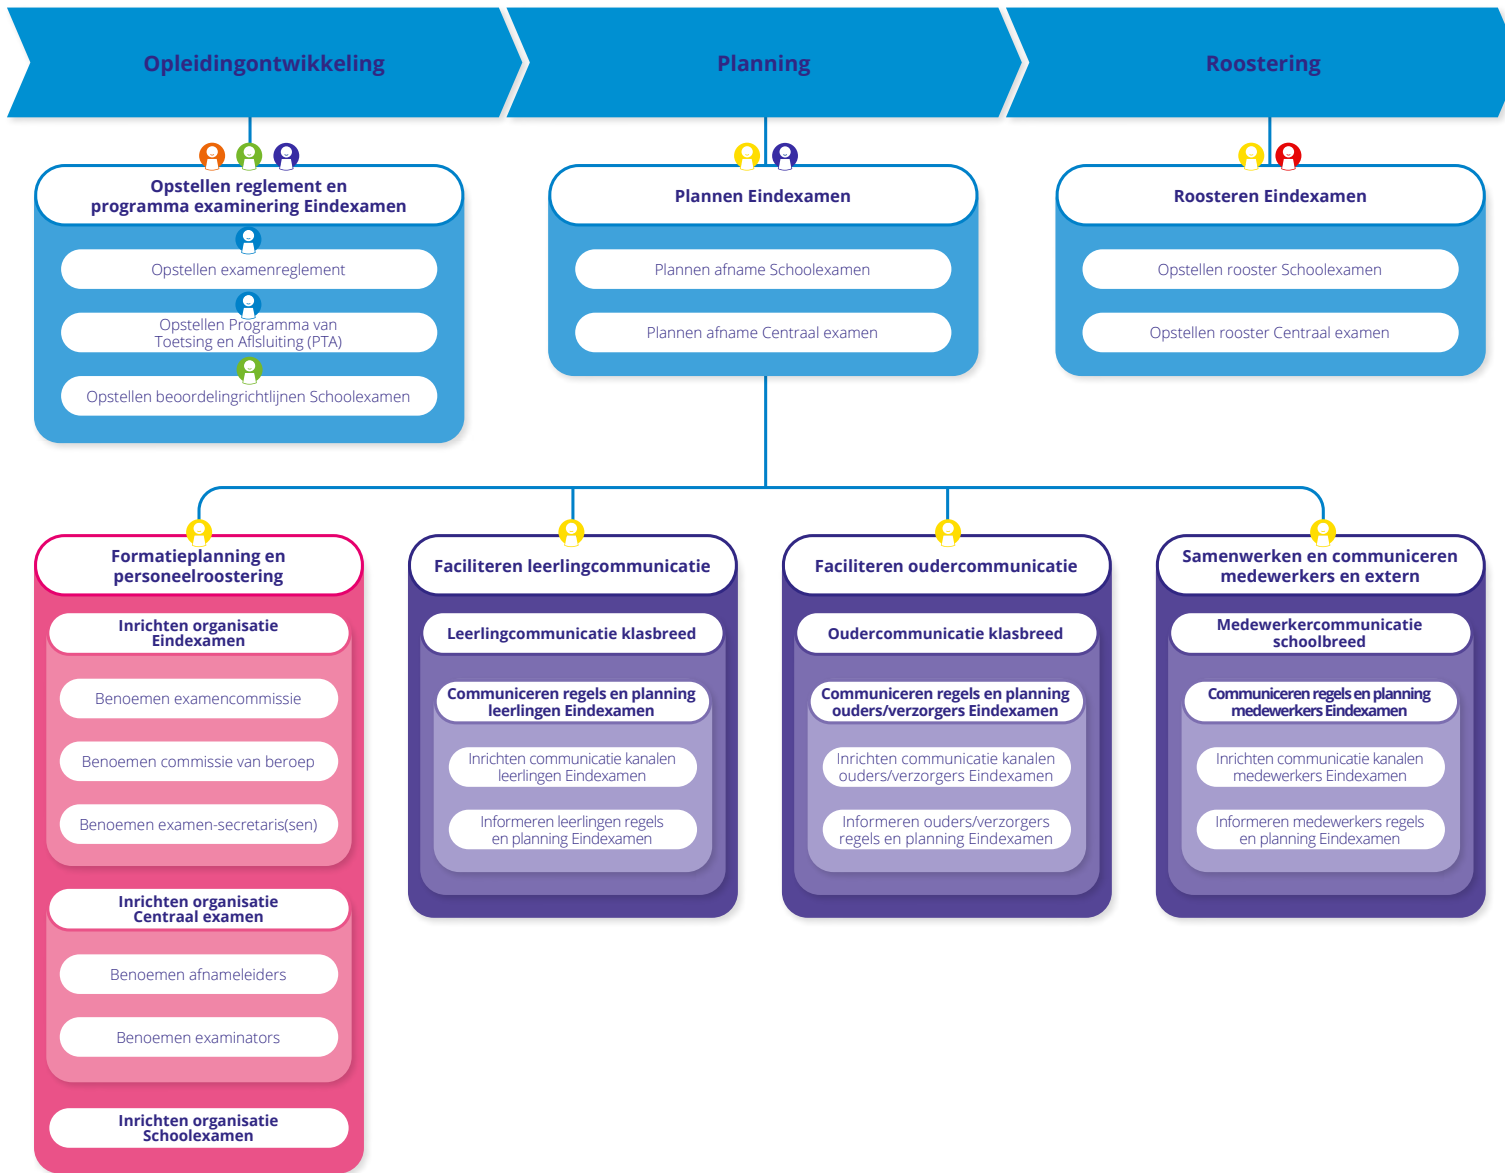 Opleidingontwikkeling
Planning
Roostering
Opstellen reglement en
programma examinering Eindexamen
Opstellen examenreglement
Opstellen Programma van
Toetsing en Aflsluiting (PTA)
Opstellen beoordelingrichtlijnen Schoolexamen
Plannen Eindexamen
Plannen afname Schoolexamen
Plannen afname Centraal examen
Roosteren Eindexamen
Opstellen rooster Schoolexamen
Opstellen rooster Centraal examen
Formatieplanning en
personeelroostering
Inrichten organisatie
Eindexamen
Benoemen examencommissie
Benoemen commissie van beroep
Benoemen examen-secretaris(sen)
Inrichten organisatie
Centraal examen
Benoemen afnameleiders
Benoemen examinators
Inrichten organisatie
Schoolexamen
Faciliteren leerlingcommunicatie
Leerlingcommunicatie klasbreed
Communiceren regels en planning
leerlingen Eindexamen
Inrichten communicatie kanalen
leerlingen Eindexamen
Informeren leerlingen regels
en planning Eindexamen
Faciliteren oudercommunicatie
Oudercommunicatie klasbreed
Communiceren regels en planning
ouders/verzorgers Eindexamen
Inrichten communicatie kanalen
ouders/verzorgers Eindexamen
Informeren ouders/verzorgers
regels en planning Eindexamen
Samenwerken en communiceren
medewerkers en extern
Medewerkercommunicatie
schoolbreed
Communiceren regels en planning
medewerkers Eindexamen
Inrichten communicatie kanalen
medewerkers Eindexamen
Informeren medewerkers regels
en planning Eindexamen